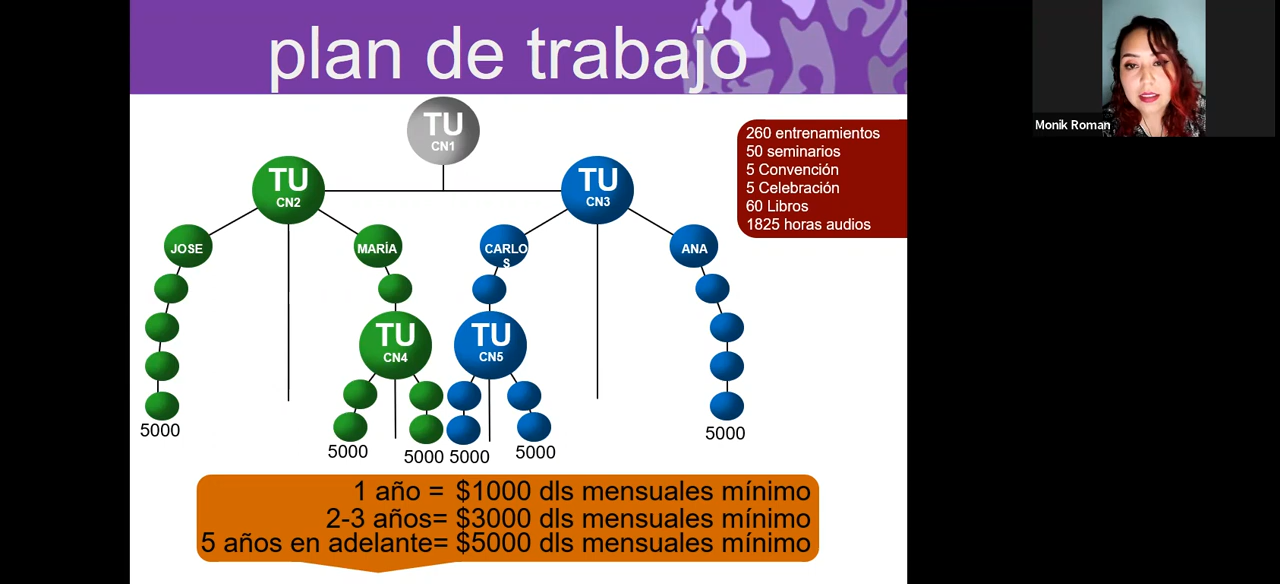 plan de trabajo
Monik Roman
TU
CN1
260 entrenamientos
50 seminarios
5 Convención
5 Celebración
60 Libros
1825 horas audios
TU
CN2
TU
CN3
JOSE
MARÍA
CARLO
S
ANA
TU
CN4
TU
CN5
5000
5000
5000
5000
5000
5000
1 año = $1000 dls mensuales mínimo
2-3 años= $3000 dls mensuales mínimo
5 años en adelante= $5000 dls mensuales mínimo